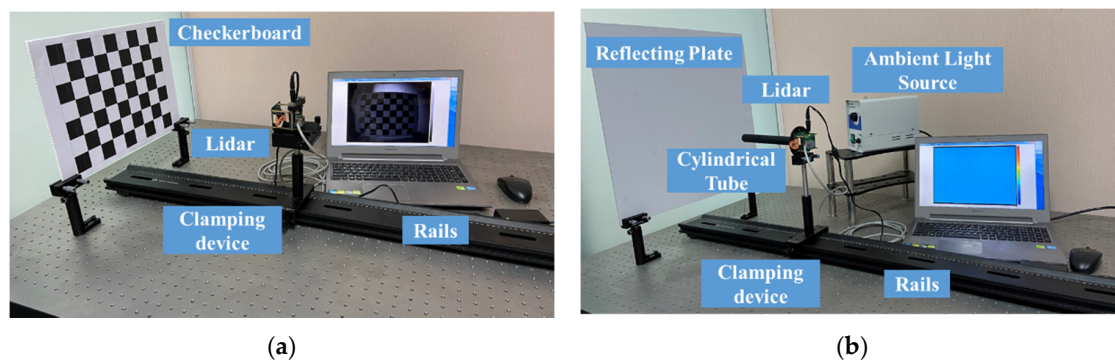 Checkerboard
Lidar
Clamping
device
Rails
(a)
Reflecting Plate
Ambient Light
Source
Lidar
Cylindrical
Tube
Clamping
device
Rails
(b)